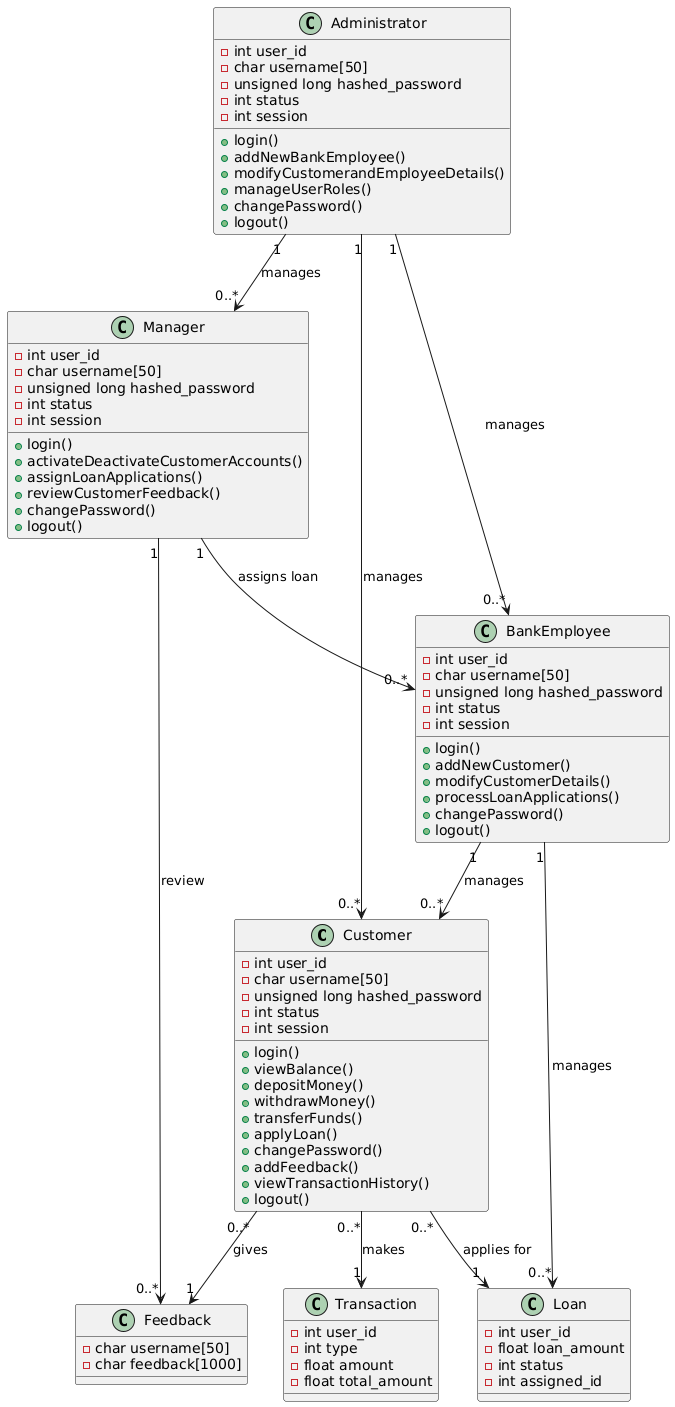 C Administrator
int user_id
char username[50]
unsigned long hashed_password
int status
int session
login()
addNewBankEmployee()
modifyCustomerandEmployeeDetails()
manageUserRoles()
changePassword()
logout()
1
1
1
manages
0..*
C Manager
int user_id
char username[50]
unsigned long hashed_password
int status
int session
login()
activateDeactivateCustomerAccounts()
assignLoanApplications()
reviewCustomerFeedback()
changePassword()
logout()
manages
1
1
assigns loan
manages
0..*
0..*
C BankEmployee
int user_id
char username[50]
unsigned long hashed_password
int status
int session
login()
addNewCustomer()
modifyCustomerDetails()
processLoanApplications()
changePassword()
logout()
1
1
review
manages
0..*
0..*
C Customer
int user_id
char username[50]
unsigned long hashed_password
int status
int session
login()
viewBalance()
depositMoney()
withdrawMoney()
transferFunds()
applyLoan()
changePassword()
addFeedback()
viewTransactionHistory()
logout()
manages
0..*
0..*
0..*
gives
makes
applies for
0..*
1
1
1
0..*
C Feedback
char username[50]
char feedback[1000]
C Transaction
int user_id
int type
float amount
float total_amount
C Loan
int user_id
float loan_amount
int status
int assigned_id